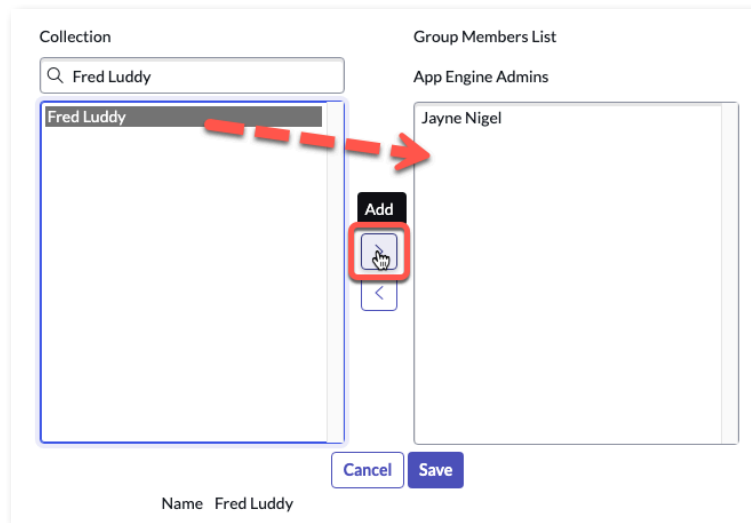 Collection
Group Members List
Fred Luddy
App Engine Admins
Fred Luddy
Jayne Nigel
Add
Cancel
Save
Name Fred Luddy